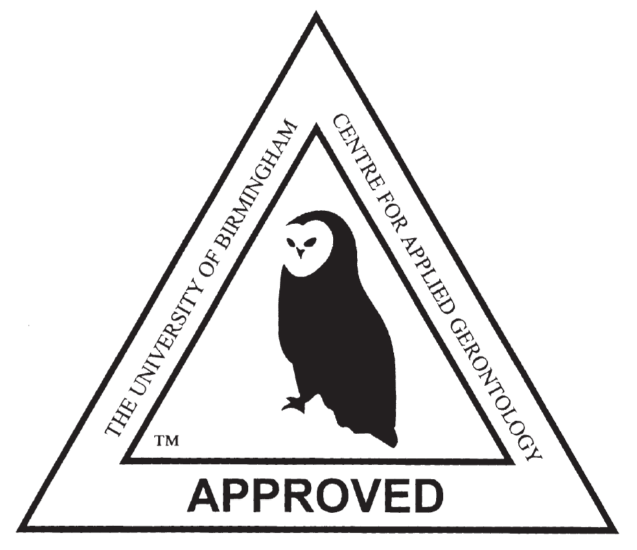 THE UNIVERSITY OF BIRMINGHAM
CENTRE FOR APPLIED GERONTOLOGY
TM
APPROVED